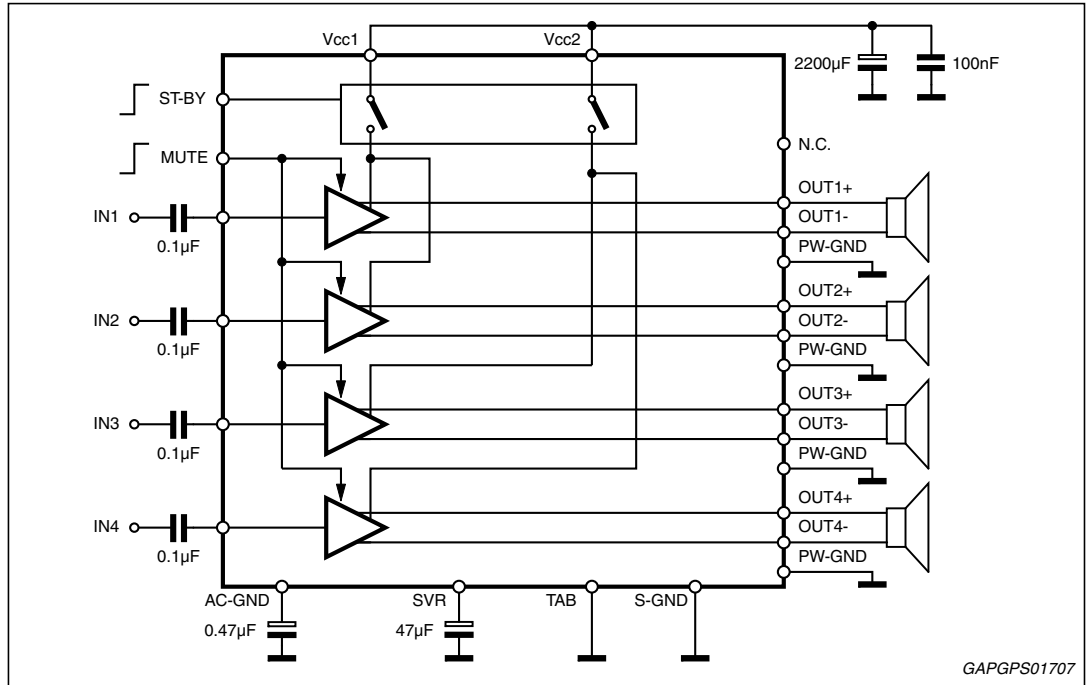 Vcc1
Vcc2
2200µF
100nF
ST-BY
N.C.
MUTE
OUT1+
IN1
OUT1-
0.1µF
PW-GND
OUT2+
IN2
OUT2-
0.1µF
PW-GND
OUT3+
IN3
OUT3-
0.1µF
PW-GND
OUT4+
IN4
OUT4-
0.1µF
PW-GND
AC-GND
SVR
TAB
S-GND
0.47µF
47µF
GAPGPS01707